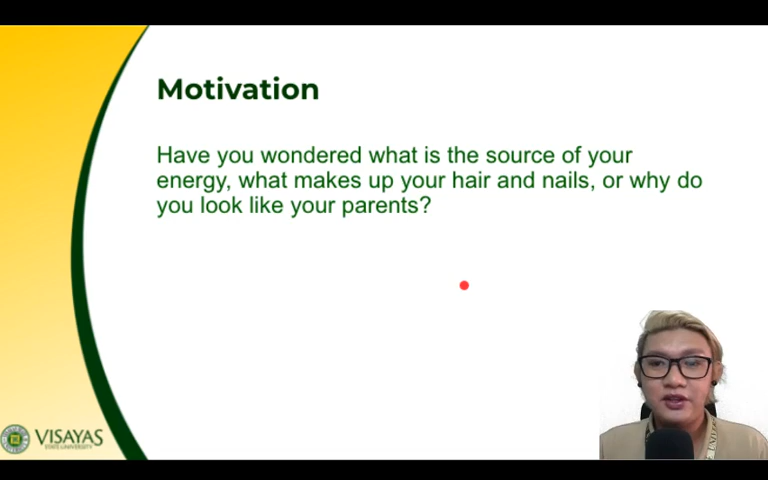 Motivation
Have you wondered what is the source of your
energy, what makes up your hair and nails, or why do
you look like your parents?
VISAYAS
STATE UNIVERSITY